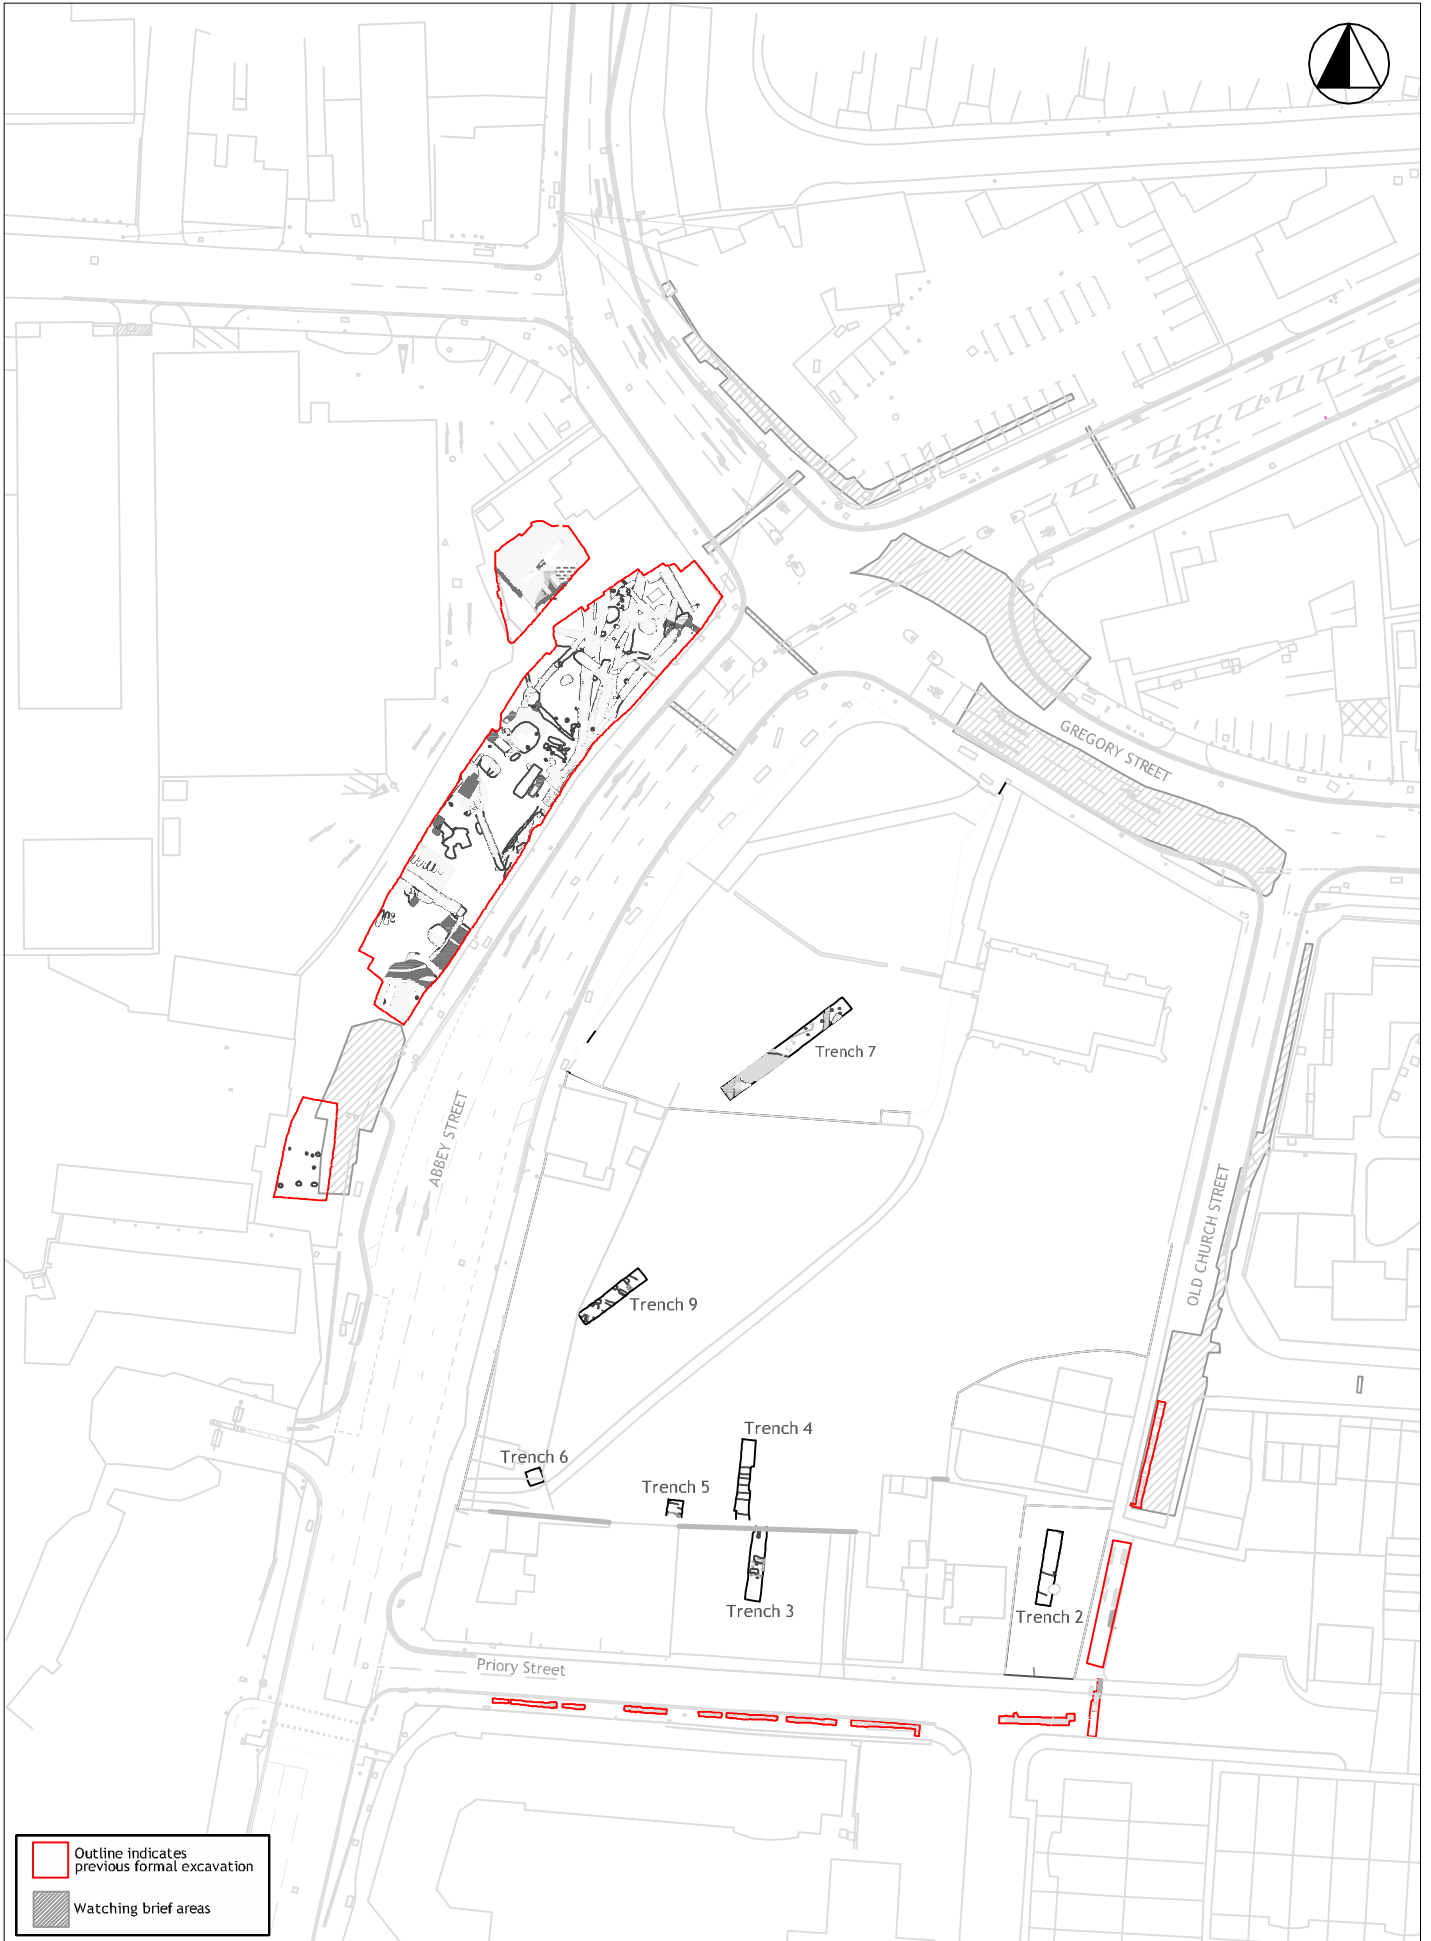 GREGORY STREET
Trench 7
ABBEY STREET
OLD CHURCH STREET
Trench 9
Trench 4
Trench 6
Trench 5
Trench 3
Trench 2
Priory Street
Outline indicates
previous formal excavation
Watching brief areas